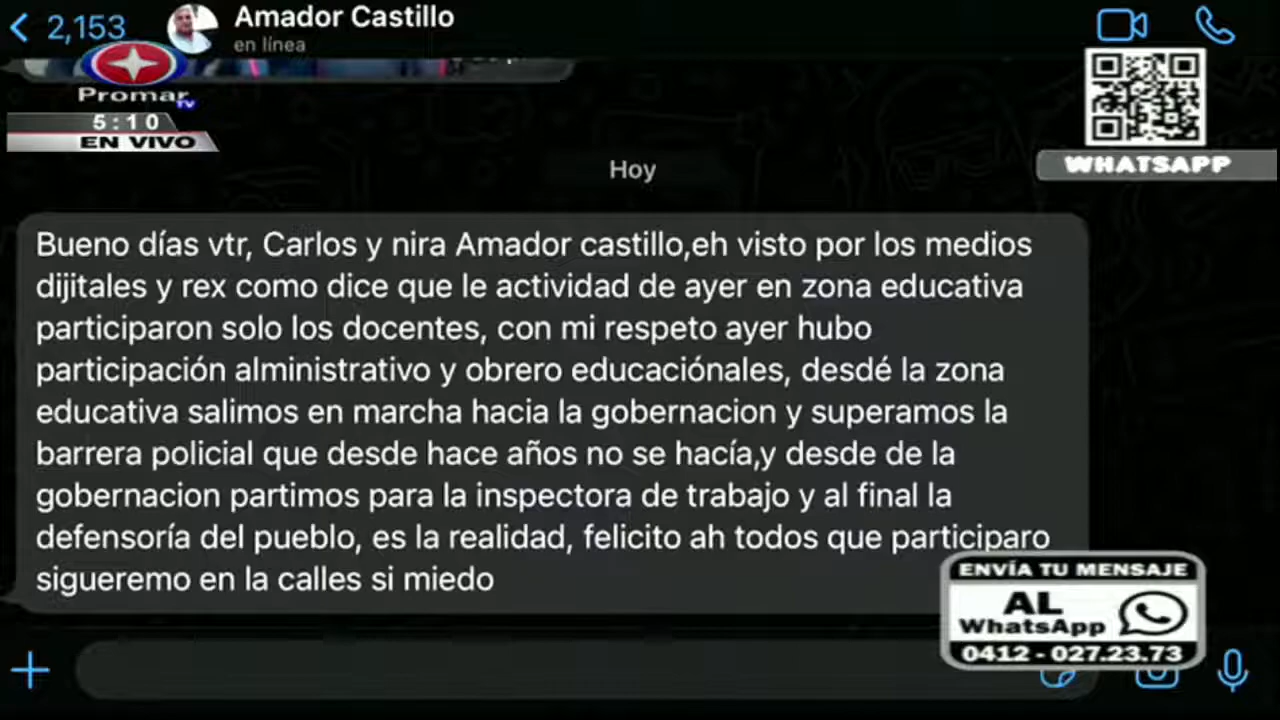 2,153
Amador Castillo
en línea
Promar TV
5:10
EN VIVO
WHATSAPP
Hoy
Bueno días vtr, Carlos y nira Amador castillo,eh visto por los medios
dijitales y rex como dice que le actividad de ayer en zona educativa
participaron solo los docentes, con mi respeto ayer hubo
participación alministrativo y obrero educaciónales, desdé la zona
educativa salimos en marcha hacia la gobernacion y superamos la
barrera policial que desde hace años no se hacía,y desde de la
gobernacion partimos para la inspectora de trabajo y al final la
defensoría del pueblo, es la realidad, felicito ah todos que participaro
sigueremo en la calles si miedo
ENVÍA TU MENSAJE
AL
WhatsApp
0412 - 027.23.73